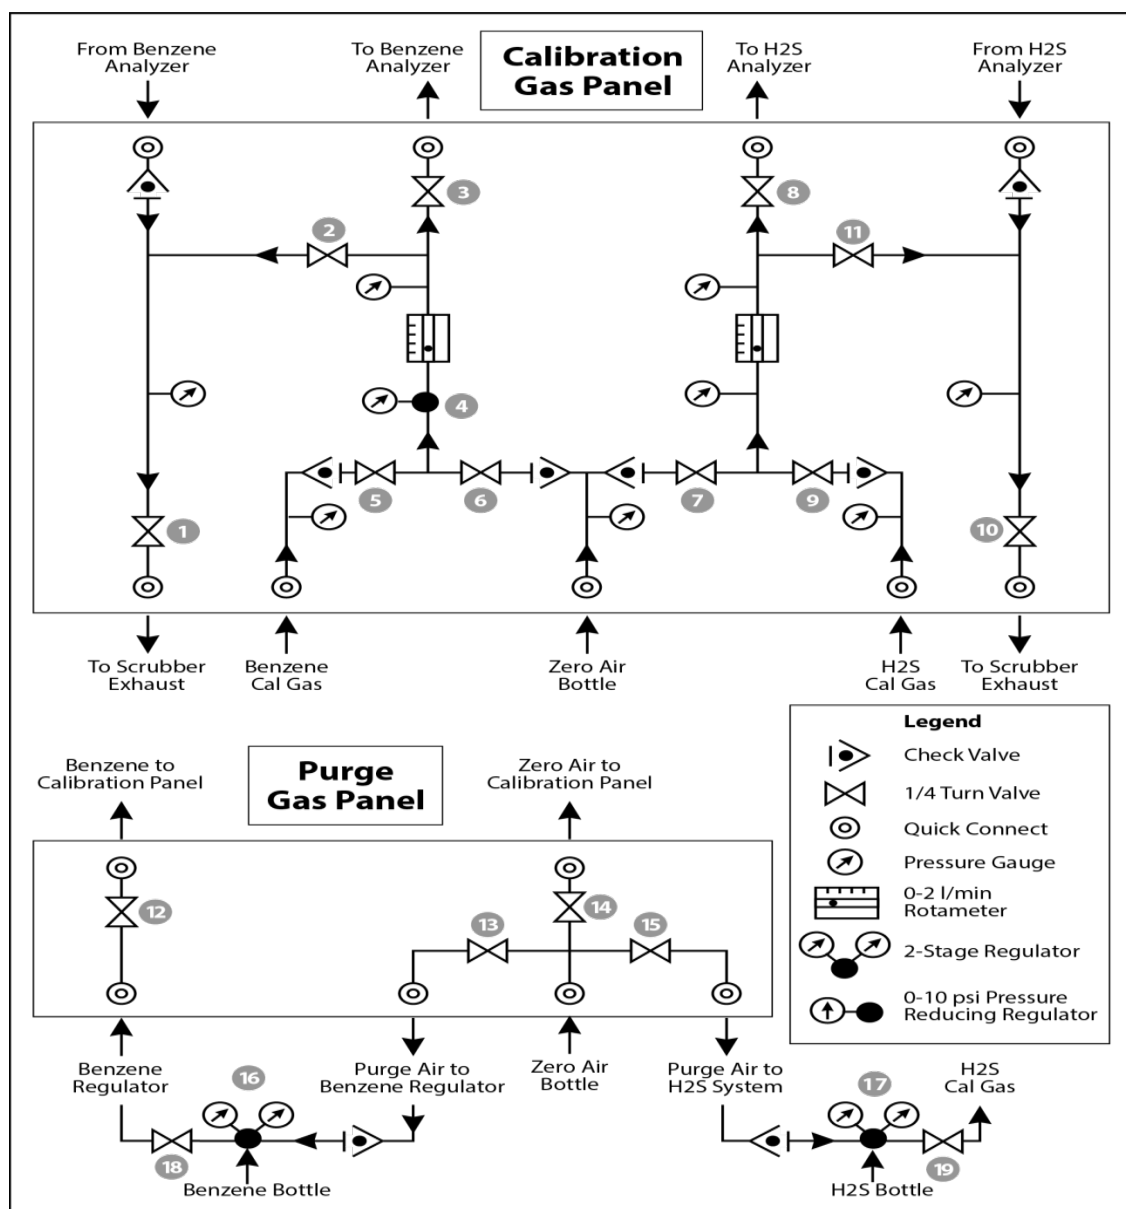 From Benzene
Analyzer
To Benzene
Analyzer
Calibration
Gas Panel
To H2S
Analyzer
From H2S
Analyzer
3
8
2
11
4
5
6
7
9
1
10
To Scrubber
Exhaust
Benzene
Cal Gas
Zero Air
Bottle
H2S
Cal Gas
To Scrubber
Exhaust
Legend
Check Valve
1/4 Turn Valve
Quick Connect
Pressure Gauge
0-2 l/min
Rotameter
2-Stage Regulator
0-10 psi Pressure
Reducing Regulator
Benzene to
Calibration Panel
Purge
Gas Panel
Zero Air to
Calibration Panel
12
13
14
15
Benzene
Regulator
Purge Air to
Benzene Regulator
Zero Air
Bottle
Purge Air to
H2S System
H2S
Cal Gas
16
17
18
19
Benzene Bottle
H2S Bottle